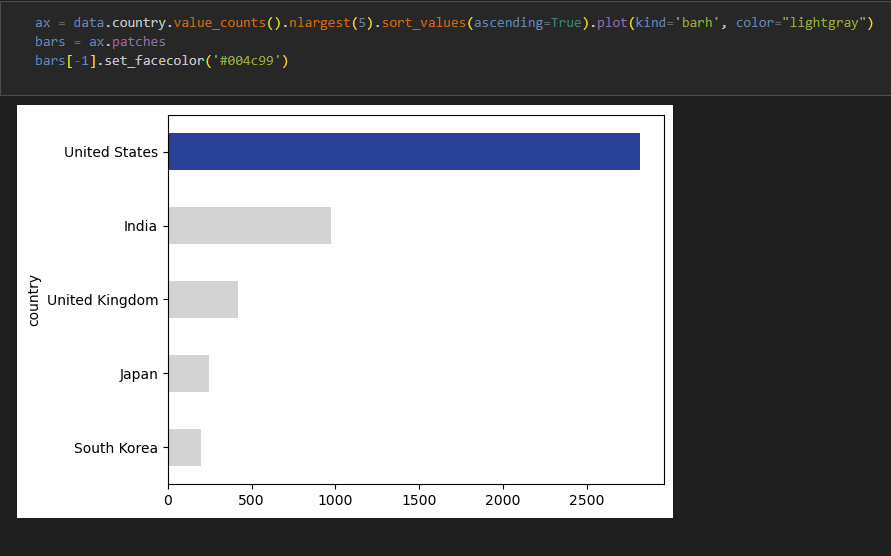 ax = data.country.value_counts().nlargest(5).sort_values(ascending=True).plot(kind='barh', color="lightgray")
bars = ax.patches
bars[-1].set_facecolor('#004c99')
United States
India
United Kingdom
Japan
South Korea
country
0 500 1000 1500 2000 2500